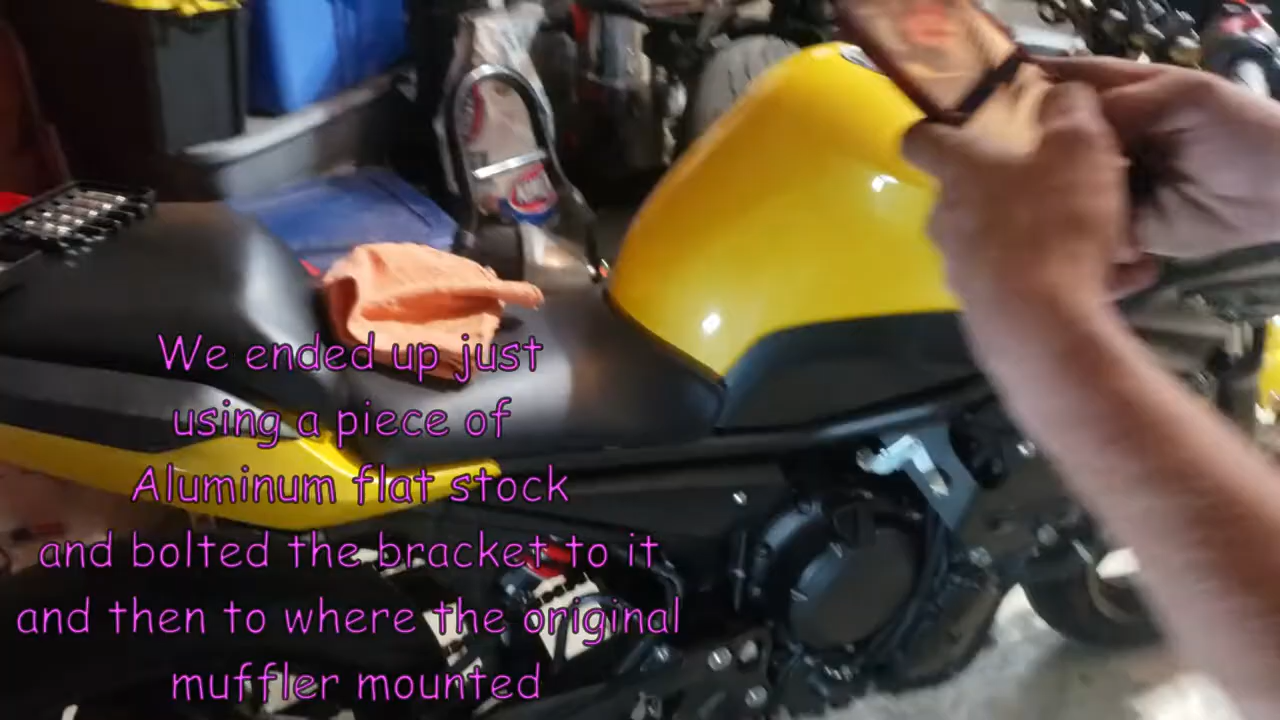 We ended up just
using a piece of
Aluminum flat stock
and bolted the bracket to it
and then to where the original
muffler mounted